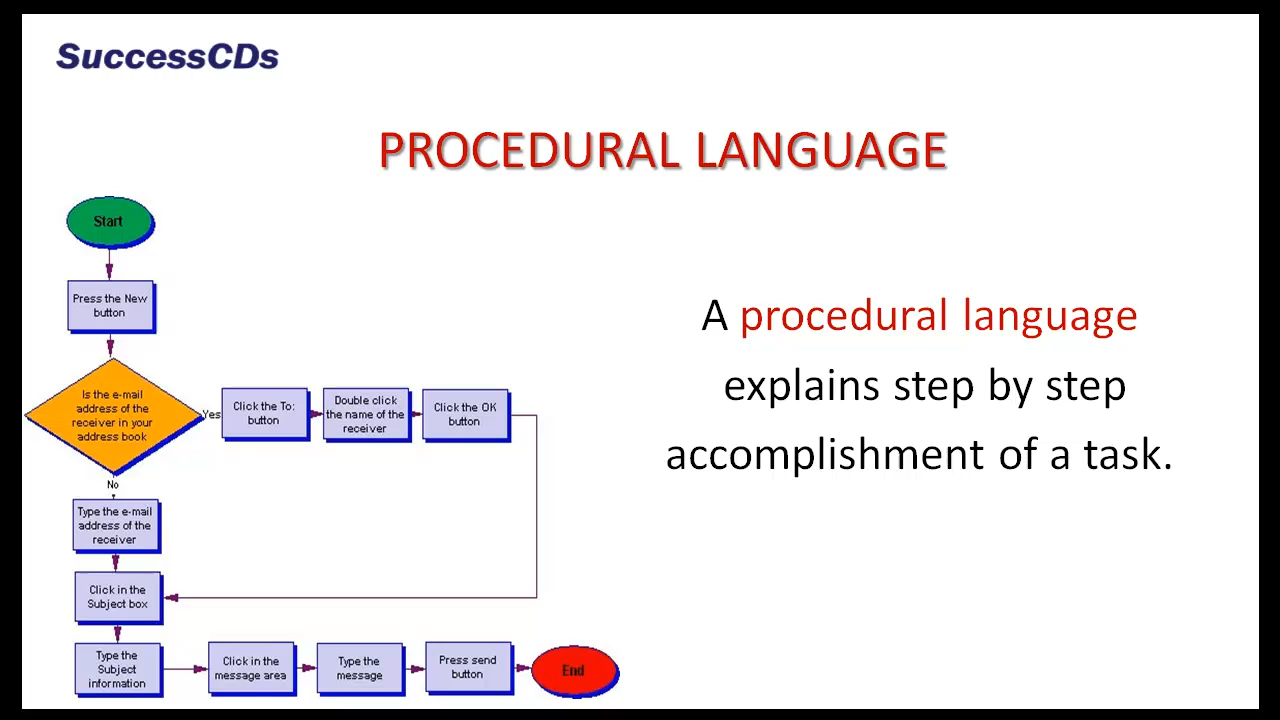 SuccessCDs
PROCEDURAL LANGUAGE
Start
Press the New
button
Is the e-mail
address of the
receiver in your
address book
Yes
Click the To:
button
Double click
the name of the
receiver
Click the OK
button
No
Type the e-mail
address of the
receiver
Click in the
Subject box
Type the
Subject
information
Click in the
message area
Type the
message
Press send
button
End
A procedural language
explains step by step
accomplishment of a task.